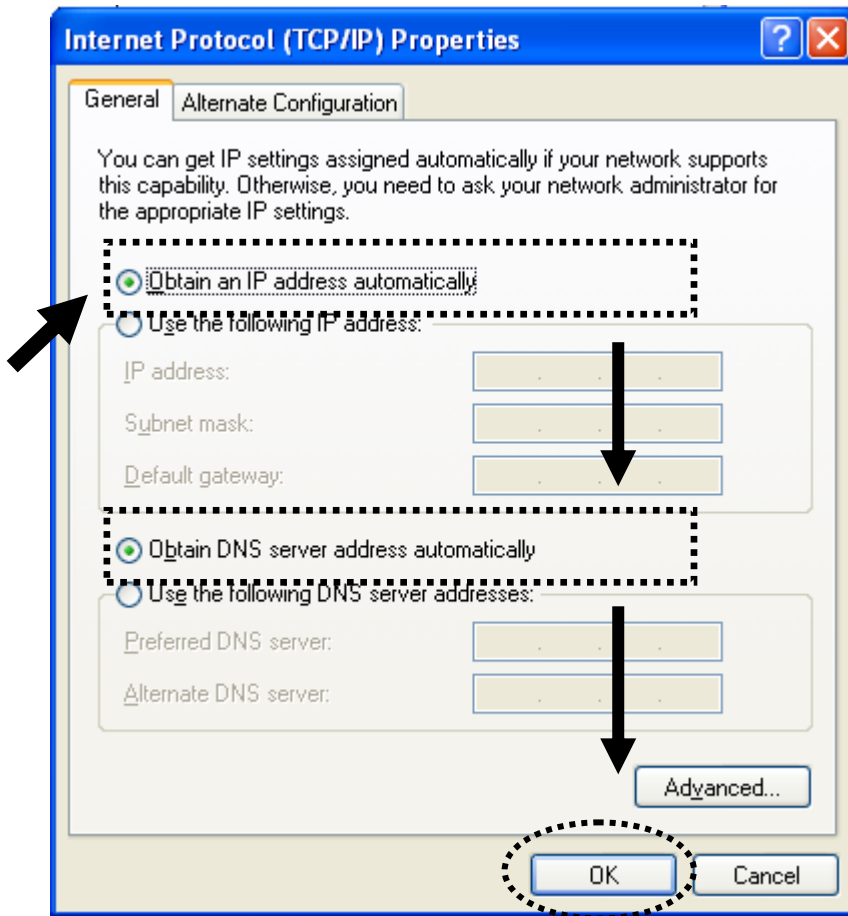 Internet Protocol (TCP/IP) Properties
General
Alternate Configuration
You can get IP settings assigned automatically if your network supports
this capability. Otherwise, you need to ask your network administrator for
the appropriate IP settings.
Obtain an IP address automatically
Use the following IP address:
IP address:
Subnet mask:
Default gateway:
Obtain DNS server address automatically
Use the following DNS server addresses:
Preferred DNS server:
Alternate DNS server:
Advanced...
OK
Cancel